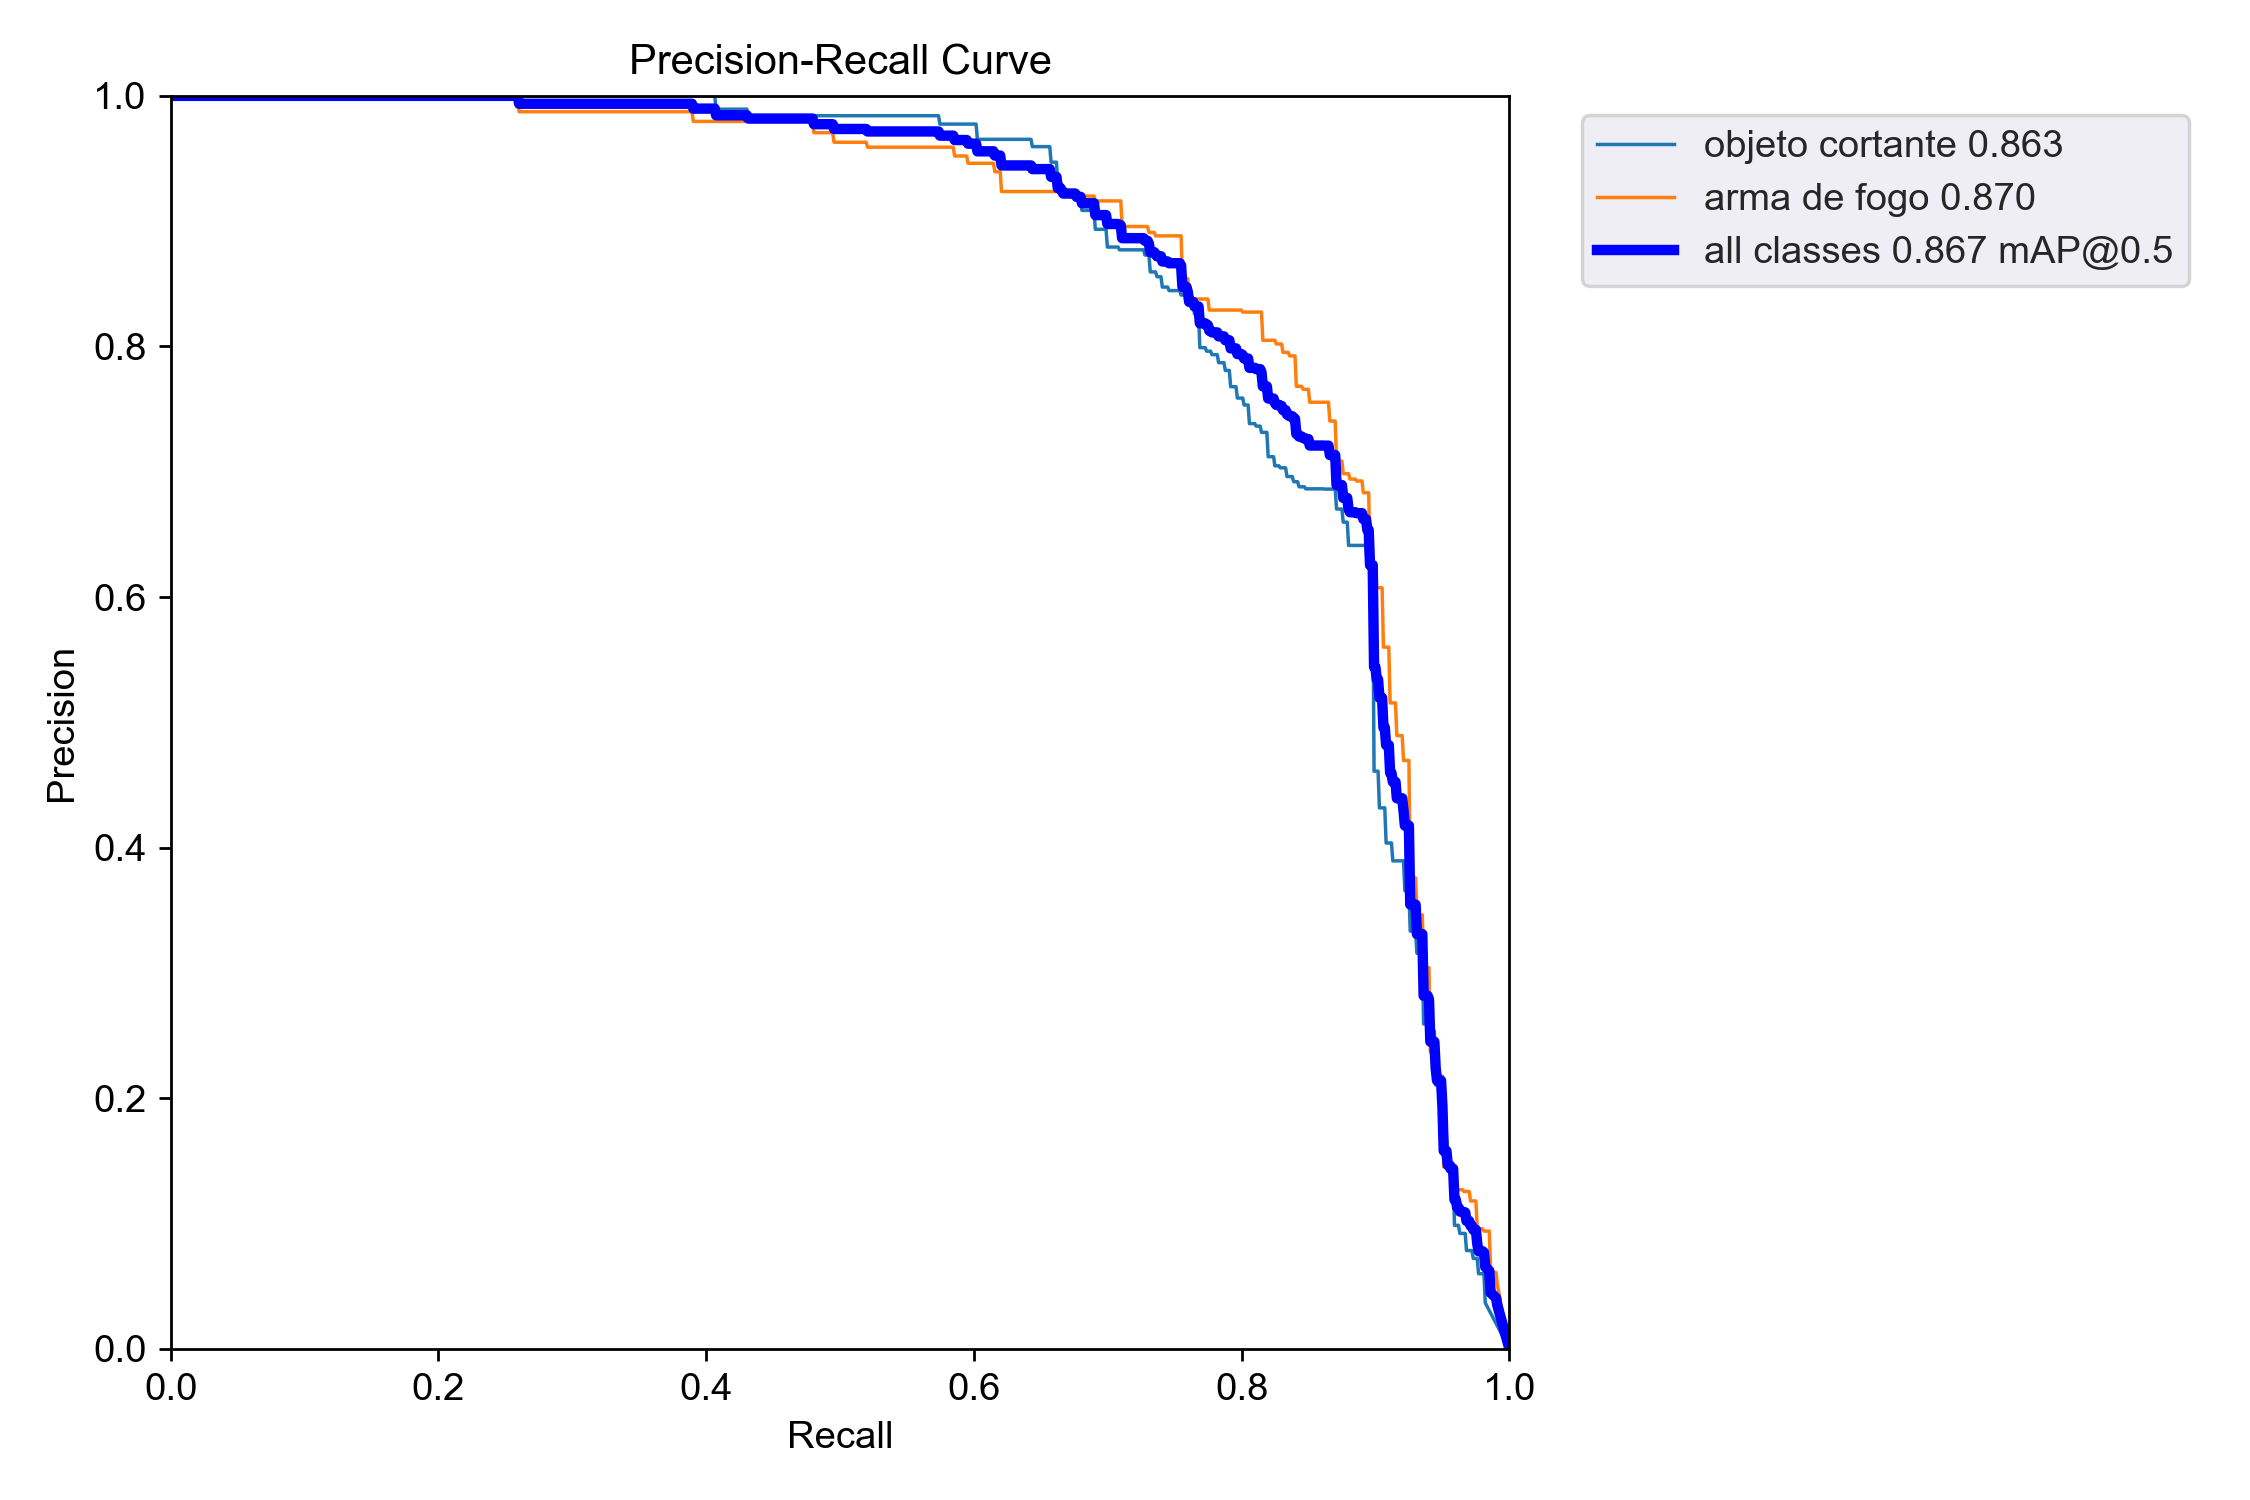 Precision-Recall Curve
1.0
0.8
0.6
0.4
0.2
0.0
Precision
0.0 0.2 0.4 0.6 0.8 1.0
Recall
objeto cortante 0.863
arma de fogo 0.870
all classes 0.867 mAP@0.5